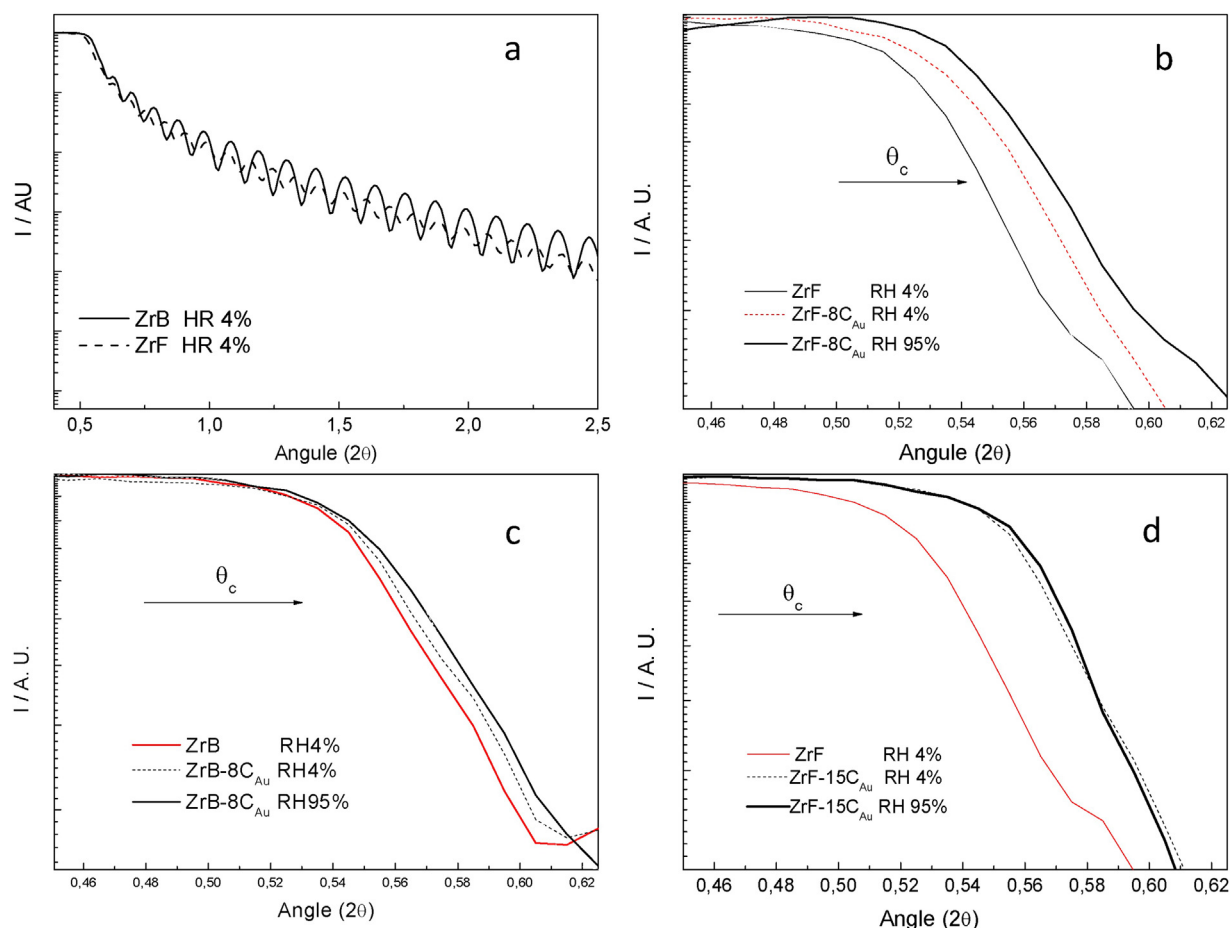 a
I / AU
ZrB HR 4%
ZrF HR 4%
0,5 1,0 1,5 2,0 2,5
Angule (2θ)
b
I / A. U.
θc
ZrF RH 4%
ZrF-8CAu RH 4%
ZrF-8CAu RH 95%
0,46 0,48 0,50 0,52 0,54 0,56 0,58 0,60 0,62
Angle (2θ)
c
I / A. U.
θc
ZrB RH4%
ZrB-8CAu RH4%
ZrB-8CAu RH95%
0,46 0,48 0,50 0,52 0,54 0,56 0,58 0,60 0,62
Angle (2θ)
d
I / A. U.
θc
ZrF RH 4%
ZrF-15CAu RH 4%
ZrF-15CAu RH 95%
0,46 0,48 0,50 0,52 0,54 0,56 0,58 0,60 0,62
Angle (2θ)